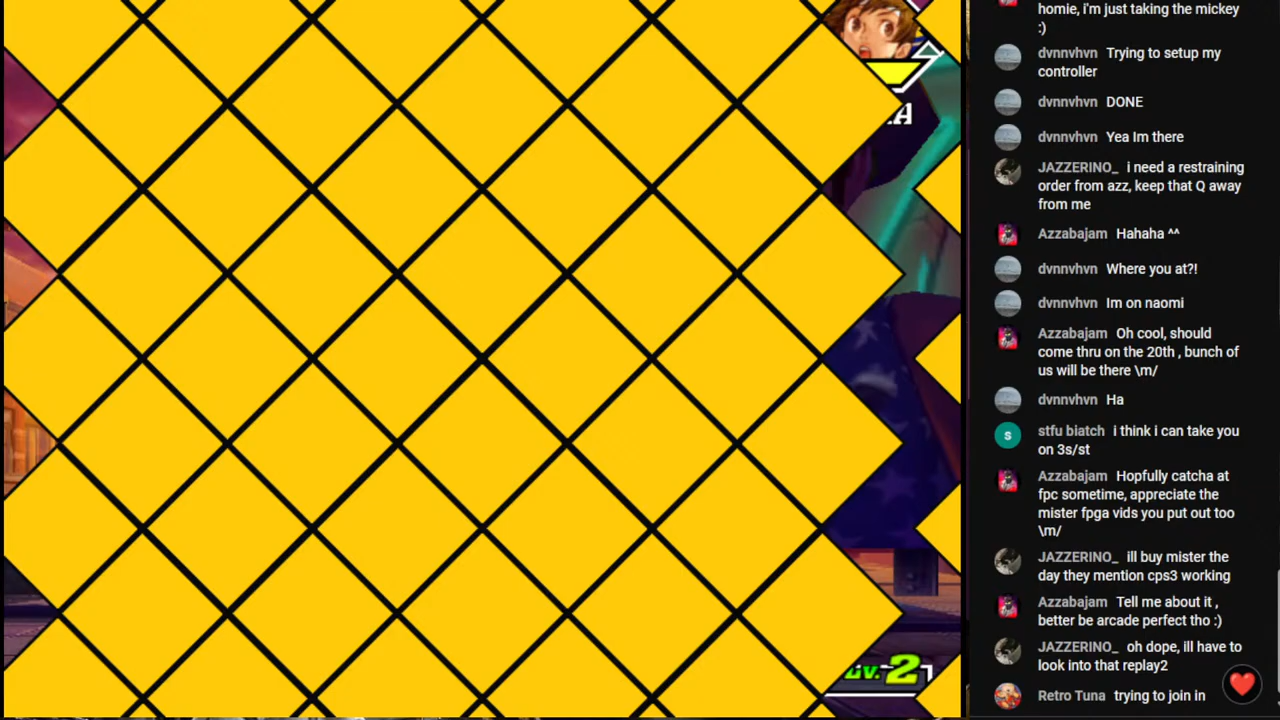 homie, i'm just taking the mickey
:)
dvnnvhvn Trying to setup my
controller
dvnnvhvn DONE
dvnnvhvn Yea Im there
JAZZERINO_ i need a restraining
order from azz, keep that Q away
from me
Azzabajam Hahaha ^^
dvnnvhvn Where you at?!
dvnnvhvn Im on naomi
Azzabajam Oh cool, should
come thru on the 20th , bunch of
us will be there \m/
dvnnvhvn Ha
S
stfu biatch i think i can take you
on 3s/st
Azzabajam Hopfully catcha at
fpc sometime, appreciate the
mister fpga vids you put out too
\m/
JAZZERINO_ ill buy mister the
day they mention cps3 working
Azzabajam Tell me about it ,
better be arcade perfect tho :)
JAZZERINO_ oh dope, ill have to
look into that replay2
Retro Tuna trying to join in
Lv. 2